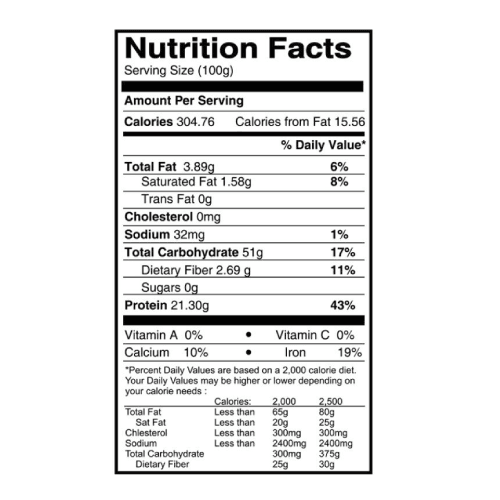 Nutrition Facts
Serving Size (100g)
Amount Per Serving
Calories 304.76 Calories from Fat 15.56
% Daily Value*
Total Fat 3.89g 6%
Saturated Fat 1.58g 8%
Trans Fat 0g
Cholesterol 0mg
Sodium 32mg 1%
Total Carbohydrate 51g 17%
Dietary Fiber 2.69 g 11%
Sugars 0g
Protein 21.30g 43%
Vitamin A 0% • Vitamin C 0%
Calcium 10% • Iron 19%
*Percent Daily Values are based on a 2,000 calorie diet.
Your Daily Values may be higher or lower depending on
your calorie needs :
Calories: 2,000 2,500
Total Fat Less than 65g 80g
Sat Fat Less than 20g 25g
Chlesterol Less than 300mg 300mg
Sodium Less than 2400mg 2400mg
Total Carbohydrate 300mg 375g
Dietary Fiber 25g 30g